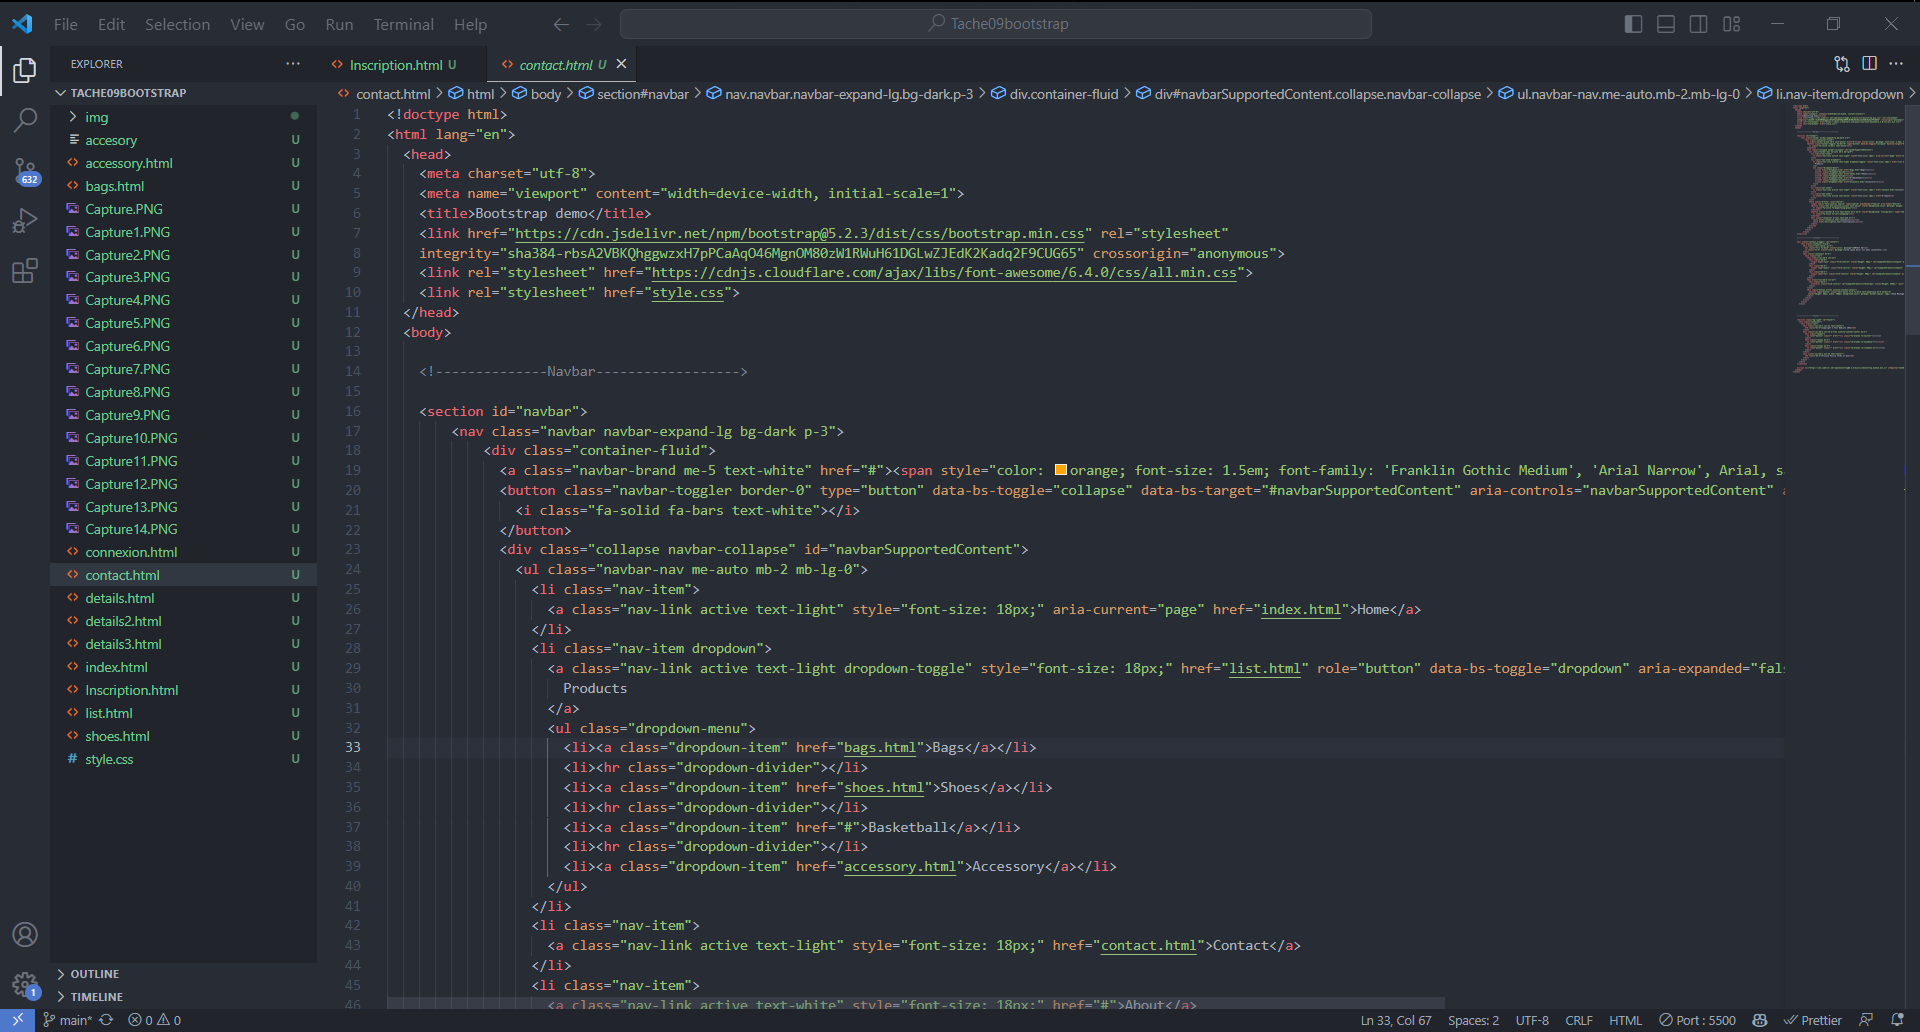 File Edit Selection View Go Run Terminal Help
Tache09bootstrap
EXPLORER
TACHE09BOOTSTRAP
img
accesory U
accessory.html U
bags.html U
Capture.PNG U
Capture1.PNG U
Capture2.PNG U
Capture3.PNG U
Capture4.PNG U
Capture5.PNG U
Capture6.PNG U
Capture7.PNG U
Capture8.PNG U
Capture9.PNG U
Capture10.PNG U
Capture11.PNG U
Capture12.PNG U
Capture13.PNG U
Capture14.PNG U
connexion.html U
contact.html U
details.html U
details2.html U
details3.html U
index.html U
Inscription.html U
list.html U
shoes.html U
# style.css U
OUTLINE
TIMELINE
632
1
Inscription.html U
contact.html U
contact.html > html > body > section#navbar > nav.navbar.navbar-expand-lg.bg-dark.p-3 > div.container-fluid > div#navbarSupportedContent.collapse.navbar-collapse > ul.navbar-nav.me-auto.mb-2.mb-lg-0 > li.nav-item.dropdown >
1 <!doctype html>
2 <html lang="en">
3 <head>
4 <meta charset="utf-8">
5 <meta name="viewport" content="width=device-width, initial-scale=1">
6 <title>Bootstrap demo</title>
7 <link href="https://cdn.jsdelivr.net/npm/bootstrap@5.2.3/dist/css/bootstrap.min.css" rel="stylesheet"
8 integrity="sha384-rbsA2VBKQhggwzxH7pPCaAqO46MgnOM80zW1RWuH61DGLwZJEdK2Kadq2F9CUG65" crossorigin="anonymous">
9 <link rel="stylesheet" href="https://cdnjs.cloudflare.com/ajax/libs/font-awesome/6.4.0/css/all.min.css">
10 <link rel="stylesheet" href="style.css">
11 </head>
12 <body>
13
14 <!--------------Navbar------------------>
15
16 <section id="navbar">
17 <nav class="navbar navbar-expand-lg bg-dark p-3">
18 <div class="container-fluid">
19 <a class="navbar-brand me-5 text-white" href="#"><span style="color: orange; font-size: 1.5em; font-family: 'Franklin Gothic Medium', 'Arial Narrow', Arial, s
20 <button class="navbar-toggler border-0" type="button" data-bs-toggle="collapse" data-bs-target="#navbarSupportedContent" aria-controls="navbarSupportedContent"
21 <i class="fa-solid fa-bars text-white"></i>
22 </button>
23 <div class="collapse navbar-collapse" id="navbarSupportedContent">
24 <ul class="navbar-nav me-auto mb-2 mb-lg-0">
25 <li class="nav-item">
26 <a class="nav-link active text-light" style="font-size: 18px;" aria-current="page" href="index.html">Home</a>
27 </li>
28 <li class="nav-item dropdown">
29 <a class="nav-link active text-light dropdown-toggle" style="font-size: 18px;" href="list.html" role="button" data-bs-toggle="dropdown" aria-expanded="fal
30 Products
31 </a>
32 <ul class="dropdown-menu">
33 <li><a class="dropdown-item" href="bags.html">Bags</a></li>
34 <li><hr class="dropdown-divider"></li>
35 <li><a class="dropdown-item" href="shoes.html">Shoes</a></li>
36 <li><hr class="dropdown-divider"></li>
37 <li><a class="dropdown-item" href="#">Basketball</a></li>
38 <li><hr class="dropdown-divider"></li>
39 <li><a class="dropdown-item" href="accessory.html">Accessory</a></li>
40 </ul>
41 </li>
42 <li class="nav-item">
43 <a class="nav-link active text-light" style="font-size: 18px;" href="contact.html">Contact</a>
44 </li>
45 <li class="nav-item">
46 <a class="nav-link active text-white" style="font-size: 18px;" href="#">About</a>
main* 0 0 Ln 33, Col 67 Spaces: 2 UTF-8 CRLF HTML Port : 5500 Prettier